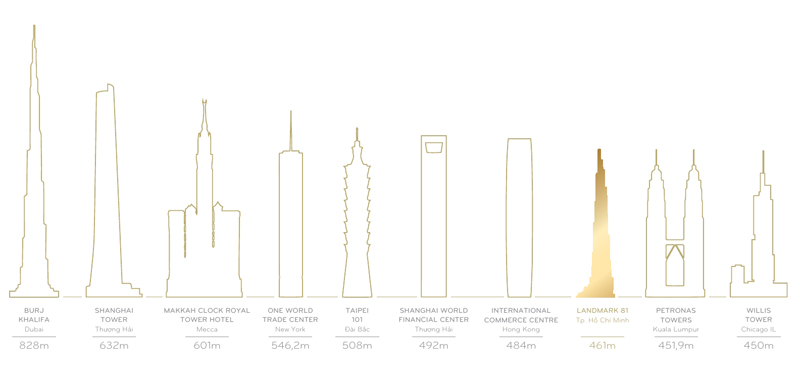 BURJ
KHALIFA
Dubai
828m
SHANGHAI
TOWER
Thượng Hải
632m
MAKKAH CLOCK ROYAL
TOWER HOTEL
Mecca
601m
ONE WORLD
TRADE CENTER
New York
546,2m
TAIPEI
101
Đài Bắc
508m
SHANGHAI WORLD
FINANCIAL CENTER
Thượng Hải
492m
INTERNATIONAL
COMMERCE CENTRE
Hong Kong
484m
LANDMARK 81
Tp. Hồ Chí Minh
461m
PETRONAS
TOWERS
Kuala Lumpur
451,9m
WILLIS
TOWER
Chicago IL
450m